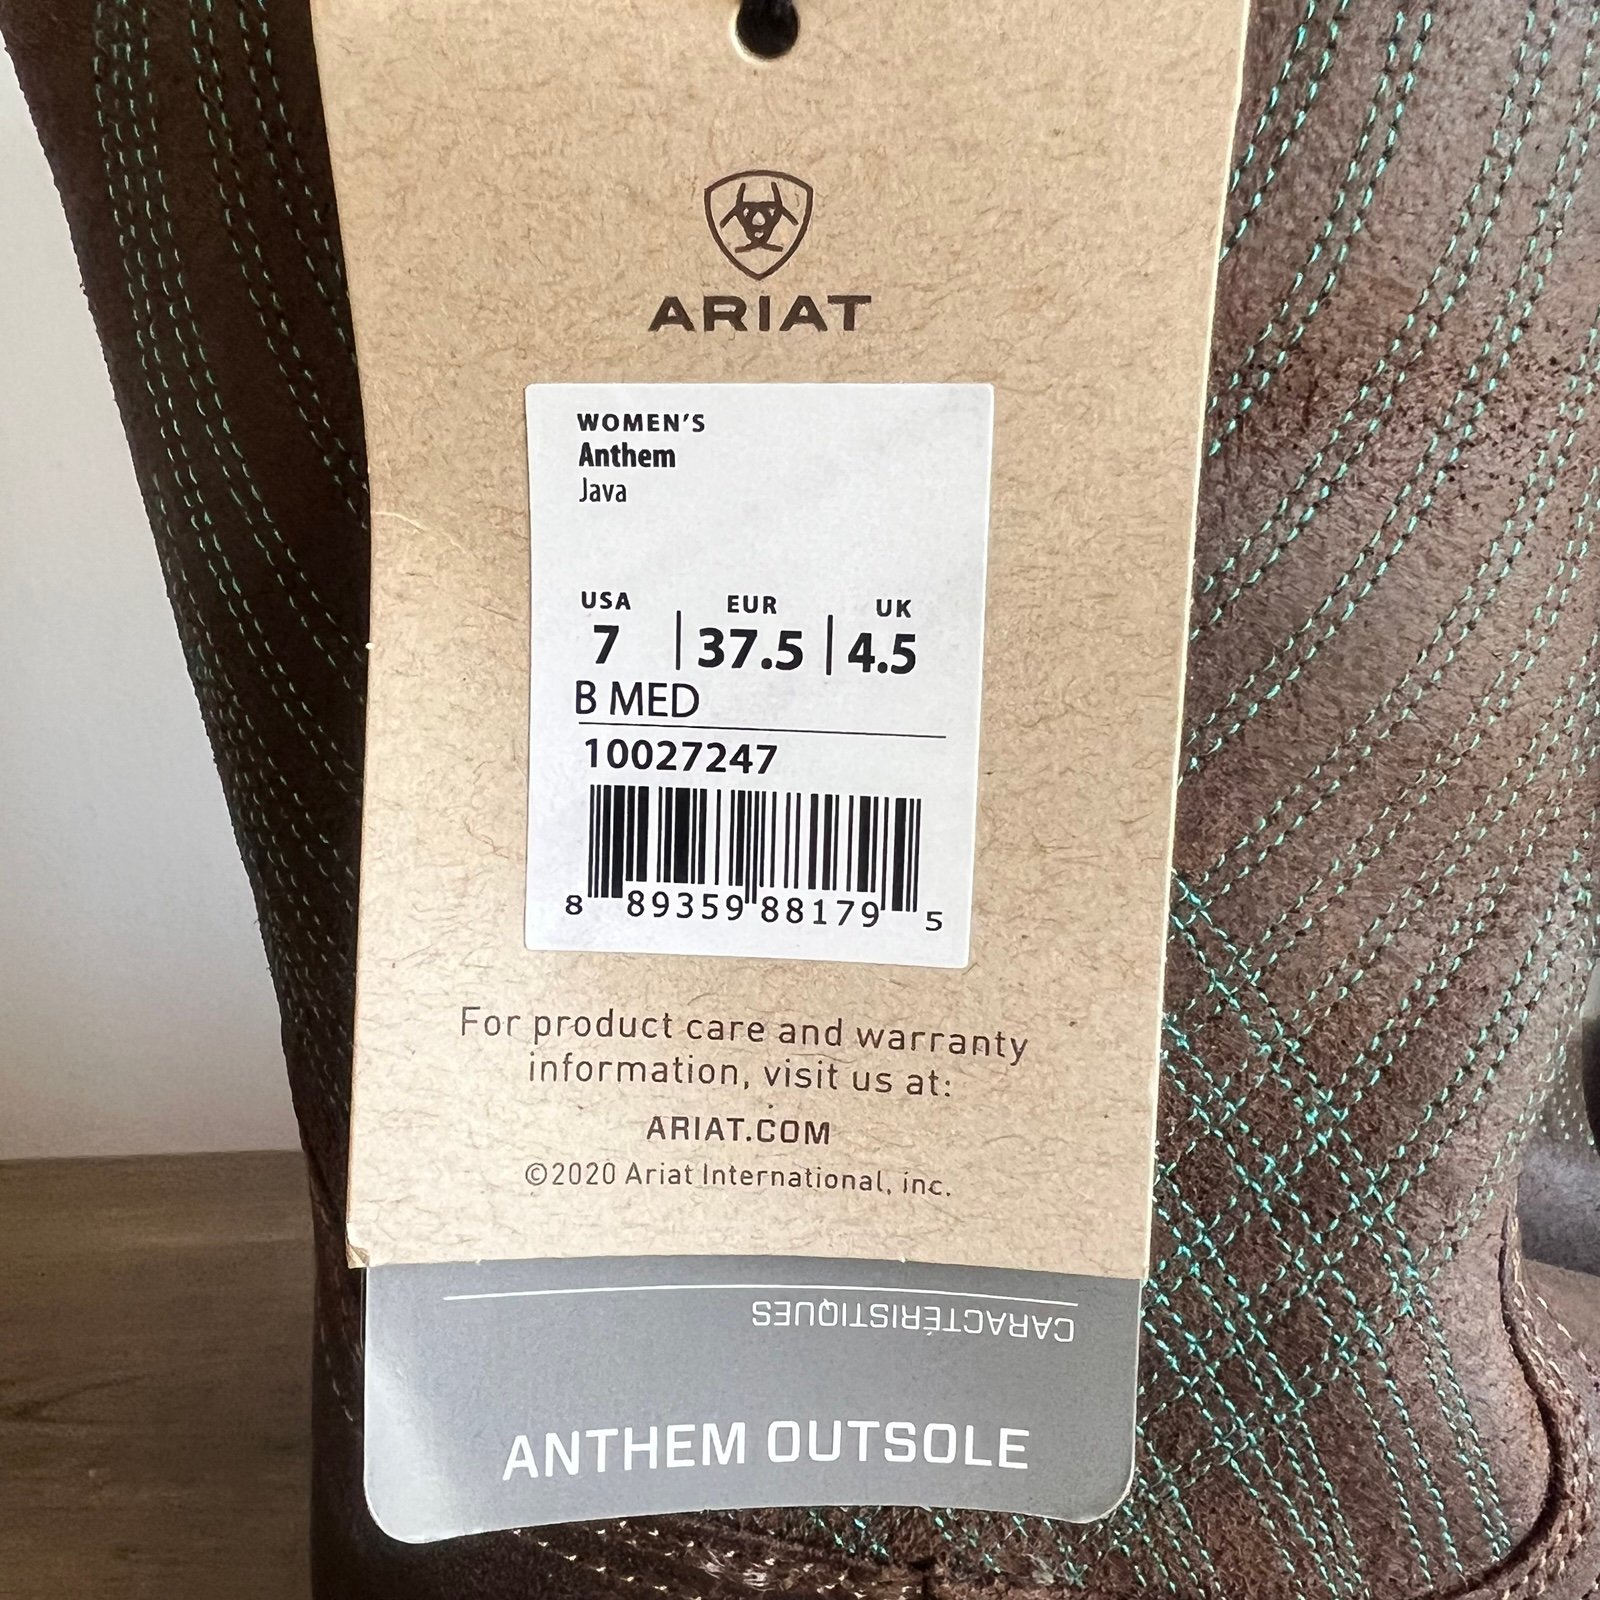 ARIAT
WOMEN'S
Anthem
Java
USA EUR UK
7 | 37.5 | 4.5
B MED
10027247
8 89359 88179 5
For product care and warranty
information, visit us at:
ARIAT.COM
©2020 Ariat International, inc.
CARACTÉRISTIQUES
ANTHEM OUTSOLE